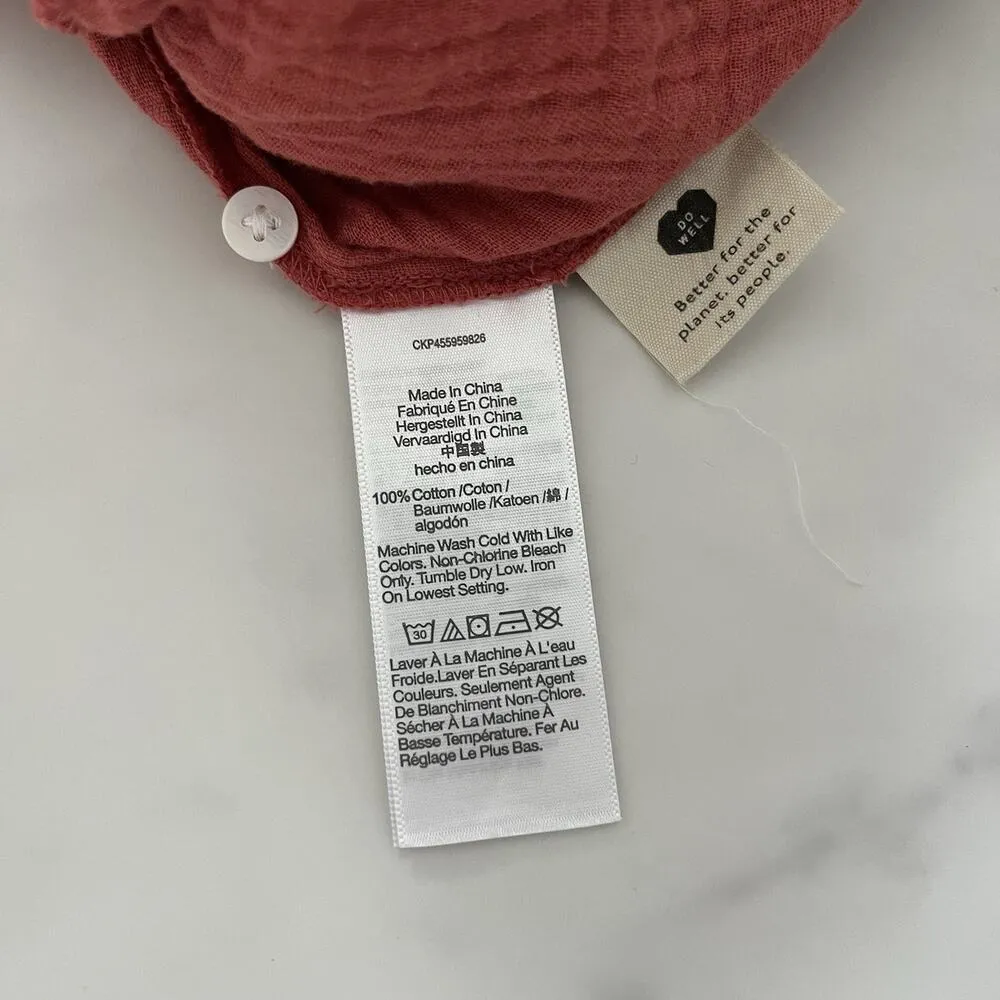 DO
WELL
Better for the
planet, better for
its people.
CKP455959826
Made In China
Fabriqué En Chine
Hergestellt In China
Vervaardigd In China
中国製
hecho en china
100% Cotton /Coton /
Baumwolle /Katoen /綿 /
algodón
Machine Wash Cold With Like
Colors. Non-Chlorine Bleach
Only. Tumble Dry Low. Iron
On Lowest Setting.
30
Laver À La Machine À L'eau
Froide.Laver En Séparant Les
Couleurs. Seulement Agent
De Blanchiment Non-Chlore.
Sécher À La Machine À
Basse Température. Fer Au
Réglage Le Plus Bas.